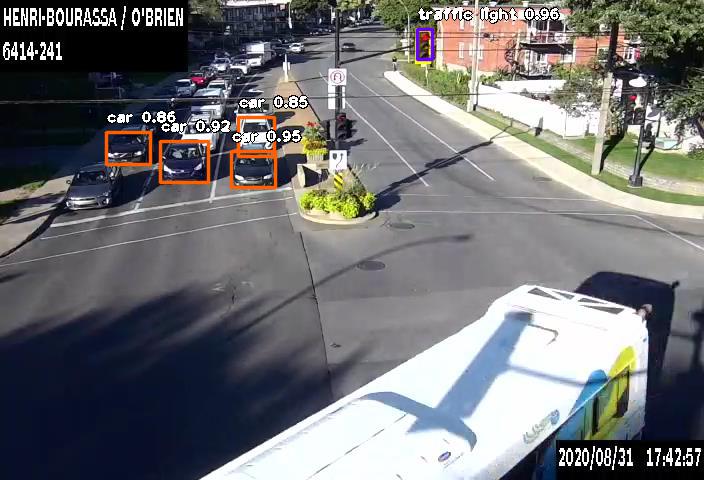 HENRI-BOURASSA / O'BRIEN
6414-241
traffic light 0.96
car 0.85
car 0.86
car 0.92
car 0.95
2020/08/31 17:42:57